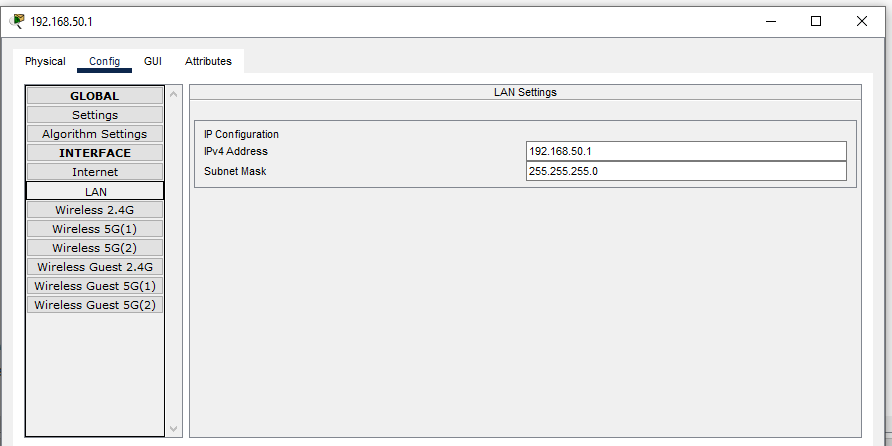 192.168.50.1
Physical Config GUI Attributes
GLOBAL
Settings
Algorithm Settings
INTERFACE
Internet
LAN
Wireless 2.4G
Wireless 5G(1)
Wireless 5G(2)
Wireless Guest 2.4G
Wireless Guest 5G(1)
Wireless Guest 5G(2)
LAN Settings
IP Configuration
IPv4 Address 192.168.50.1
Subnet Mask 255.255.255.0